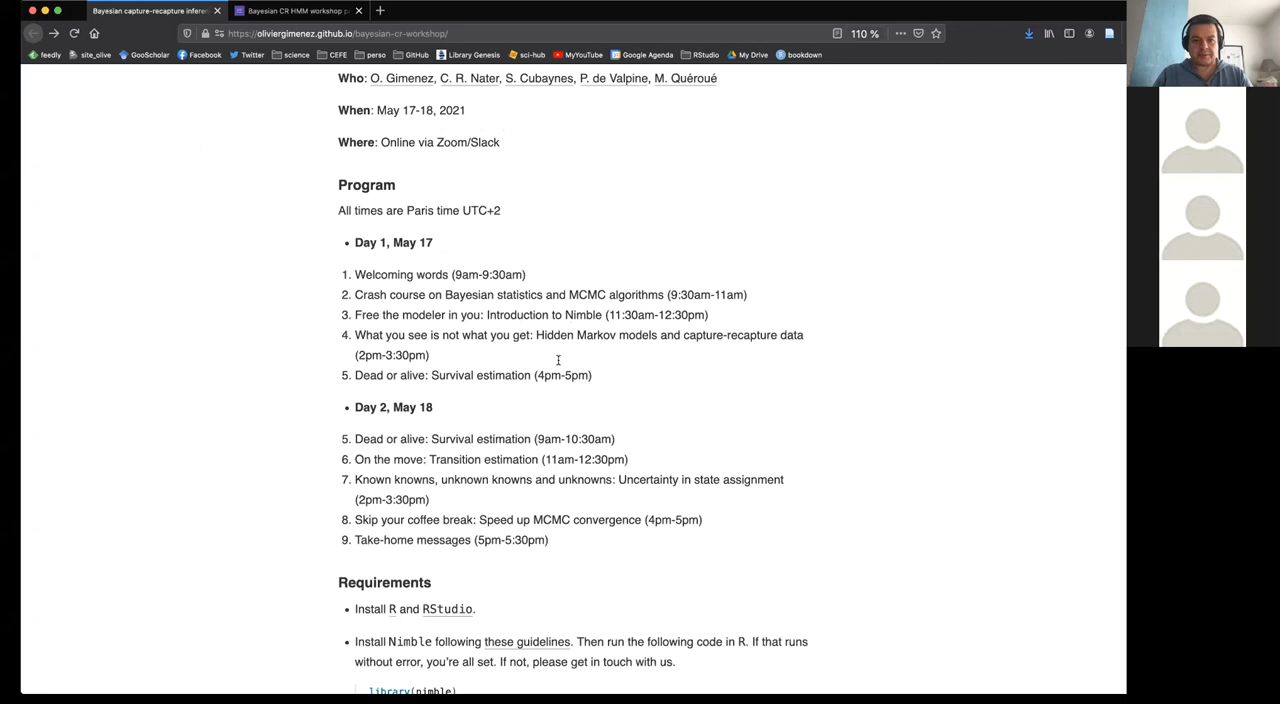 Bayesian capture-recapture infere
Bayesian CR HMM workshop p
https://oliviergimenez.github.io/bayesian-cr-workshop/
110 %
feedly
site_olive
GooScholar
Facebook
Twitter
science
CEFE
perso
GitHub
Library Genesis
sci-hub
MyYouTube
Google Agenda
RStudio
My Drive
bookdown
Who: O. Gimenez, C. R. Nater, S. Cubaynes, P. de Valpine, M. Quéroué
When: May 17-18, 2021
Where: Online via Zoom/Slack
Program
All times are Paris time UTC+2
• Day 1, May 17
1. Welcoming words (9am-9:30am)
2. Crash course on Bayesian statistics and MCMC algorithms (9:30am-11am)
3. Free the modeler in you: Introduction to Nimble (11:30am-12:30pm)
4. What you see is not what you get: Hidden Markov models and capture-recapture data
(2pm-3:30pm)
5. Dead or alive: Survival estimation (4pm-5pm)
• Day 2, May 18
5. Dead or alive: Survival estimation (9am-10:30am)
6. On the move: Transition estimation (11am-12:30pm)
7. Known knowns, unknown knowns and unknowns: Uncertainty in state assignment
(2pm-3:30pm)
8. Skip your coffee break: Speed up MCMC convergence (4pm-5pm)
9. Take-home messages (5pm-5:30pm)
Requirements
• Install R and RStudio.
• Install Nimble following these guidelines. Then run the following code in R. If that runs
without error, you're all set. If not, please get in touch with us.
library(nimble)